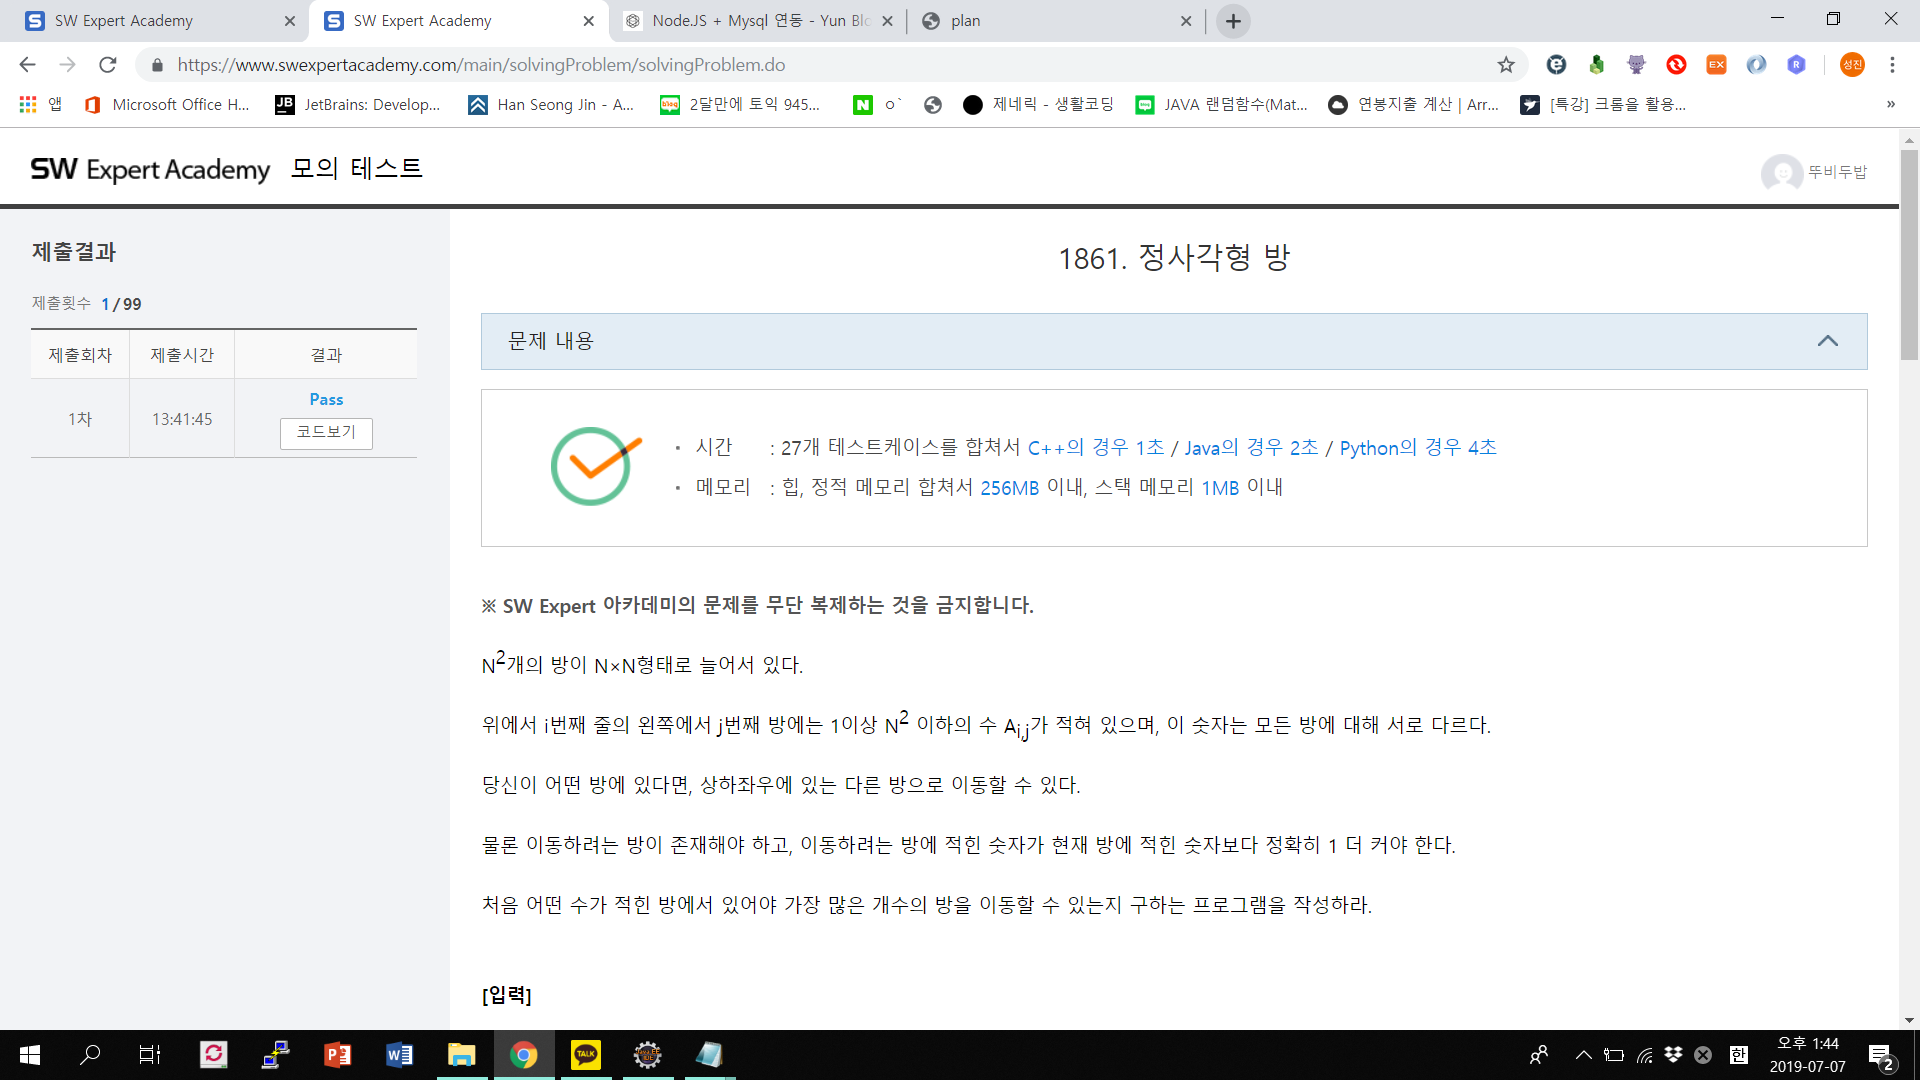 SW Expert Academy
SW Expert Academy
Node.JS + Mysql 연동 - Yun Blo
plan
https://www.swexpertacademy.com/main/solvingProblem/solvingProblem.do
성진
앱
Microsoft Office H...
JetBrains: Develop...
Han Seong Jin - A...
2달만에 토익 945...
ㅇ`
제네릭 - 생활코딩
JAVA 랜덤함수(Mat...
연봉지출 계산 | Arr...
[특강] 크롬을 활용...
»
SW Expert Academy 모의 테스트
뚜비두밥
제출결과
제출횟수 1 / 99
제출회차 제출시간 결과
1차 13:41:45 Pass
코드보기
1861. 정사각형 방
문제 내용
· 시간 : 27개 테스트케이스를 합쳐서 C++의 경우 1초 / Java의 경우 2초 / Python의 경우 4초
· 메모리 : 힙, 정적 메모리 합쳐서 256MB 이내, 스택 메모리 1MB 이내
※ SW Expert 아카데미의 문제를 무단 복제하는 것을 금지합니다.
N2개의 방이 N×N형태로 늘어서 있다.
위에서 i번째 줄의 왼쪽에서 j번째 방에는 1이상 N2 이하의 수 Ai,j가 적혀 있으며, 이 숫자는 모든 방에 대해 서로 다르다.
당신이 어떤 방에 있다면, 상하좌우에 있는 다른 방으로 이동할 수 있다.
물론 이동하려는 방이 존재해야 하고, 이동하려는 방에 적힌 숫자가 현재 방에 적힌 숫자보다 정확히 1 더 커야 한다.
처음 어떤 수가 적힌 방에서 있어야 가장 많은 개수의 방을 이동할 수 있는지 구하는 프로그램을 작성하라.
[입력]
한
오후 1:44
2019-07-07
2